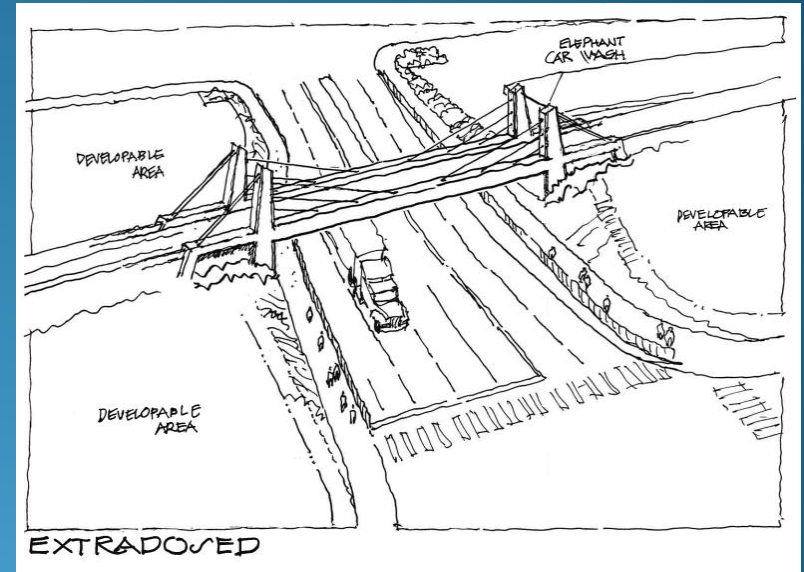 ELEPHANT
CAR WASH
DEVELOPABLE
AREA
DEVELOPABLE
AREA
DEVELOPABLE
AREA
EXTRADOSED